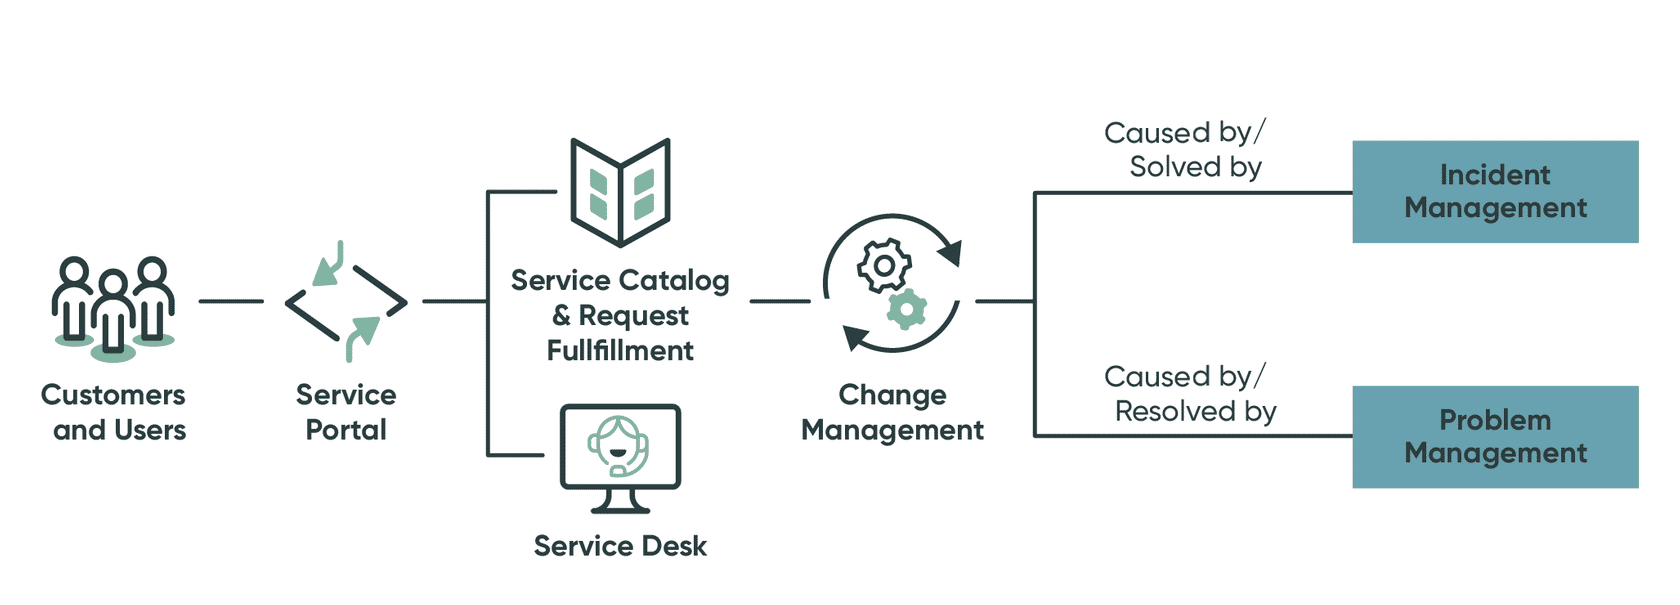 Customers
and Users
Service
Portal
Service Catalog
& Request
Fullfillment
Service Desk
Change
Management
Caused by/
Solved by
Incident
Management
Caused by/
Resolved by
Problem
Management